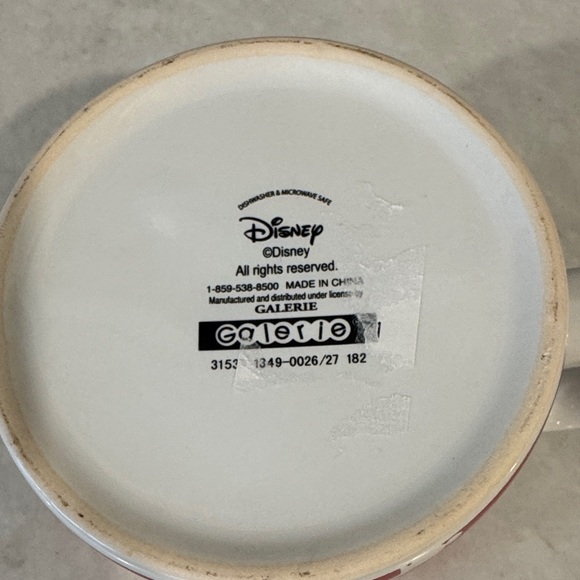 DISHWASHER & MICROWAVE SAFE
Disney
©Disney
All rights reserved.
1-859-538-8500 MADE IN CHINA
Manufactured and distributed under license by
GALERIE
Galerie
1349-0026/27 182